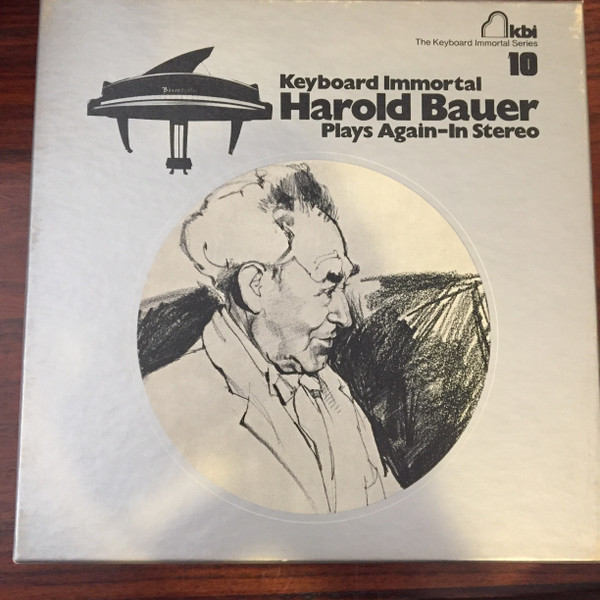 kbi
The Keyboard Immortal Series
10
Keyboard Immortal
Harold Bauer
Plays Again-In Stereo